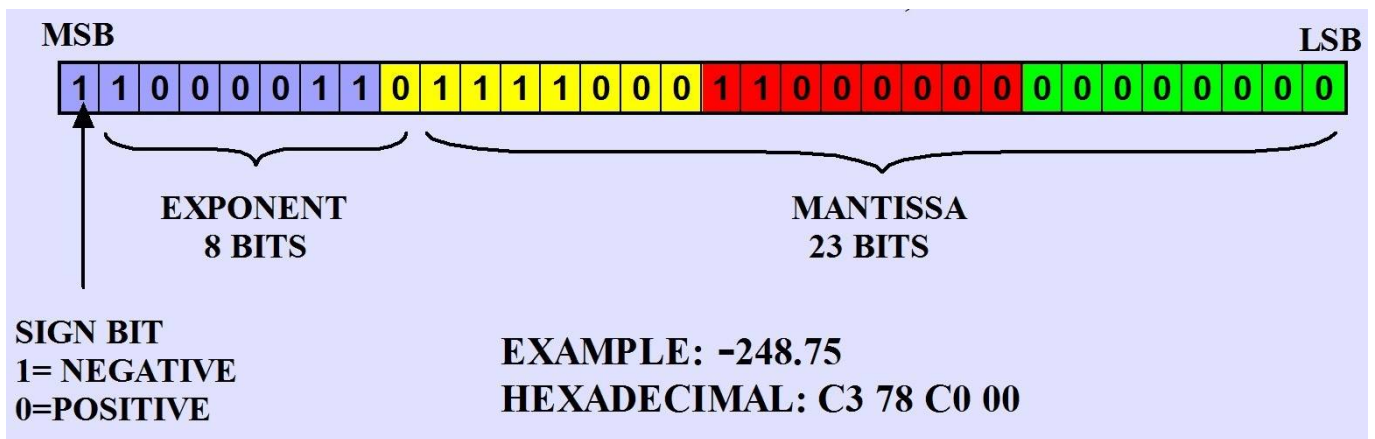 MSB LSB
1 1 0 0 0 0 1 1 0 1 1 1 1 0 0 0 1 1 0 0 0 0 0 0 0 0 0 0 0 0 0 0
EXPONENT MANTISSA
8 BITS 23 BITS
SIGN BIT
1= NEGATIVE
0=POSITIVE
EXAMPLE: -248.75
HEXADECIMAL: C3 78 C0 00